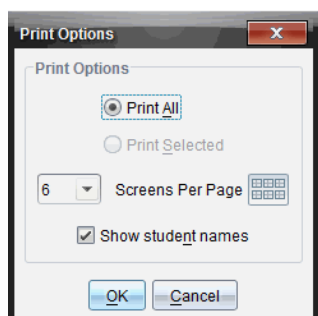 Print Options
Print Options
Print All
Print Selected
6 Screens Per Page
Show student names
OK Cancel